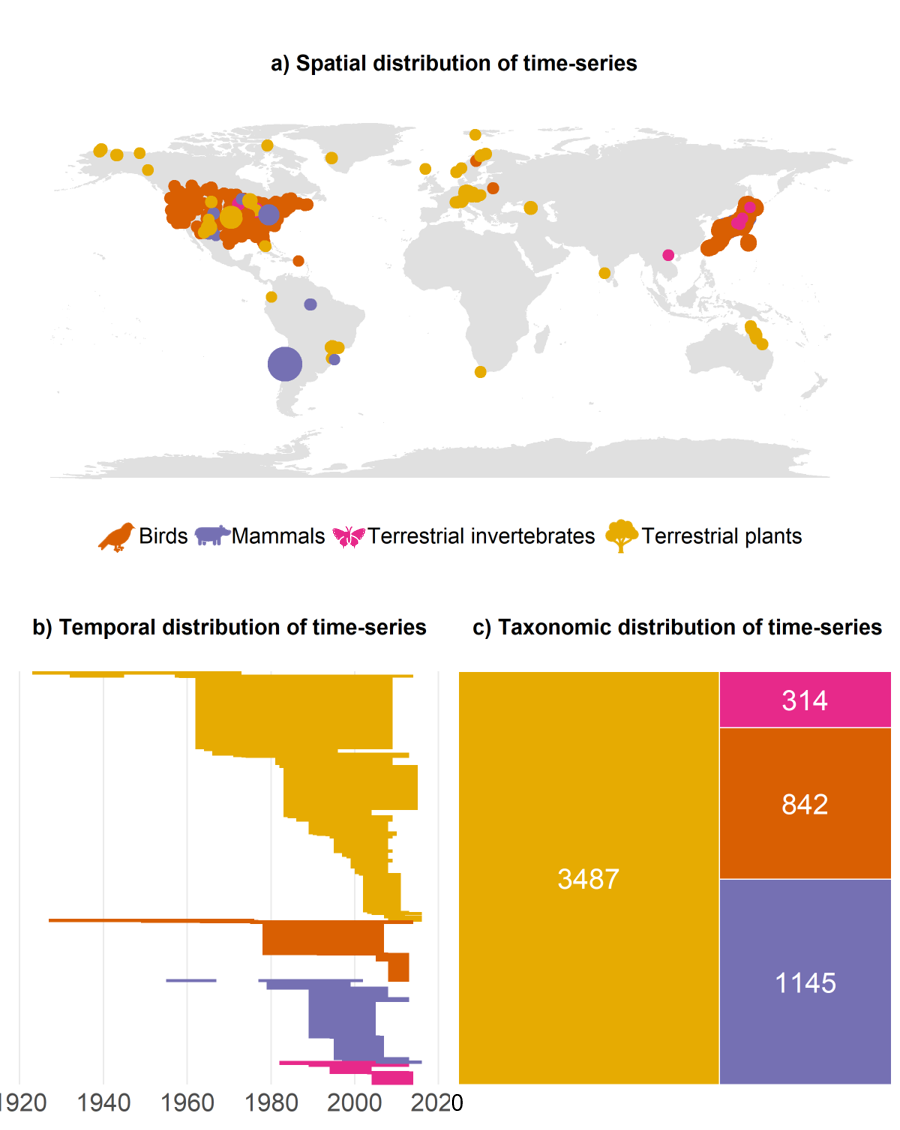 a) Spatial distribution of time-series
Birds Mammals Terrestrial invertebrates Terrestrial plants
b) Temporal distribution of time-series
c) Taxonomic distribution of time-series
314
842
3487
1145
1920 1940 1960 1980 2000 2020